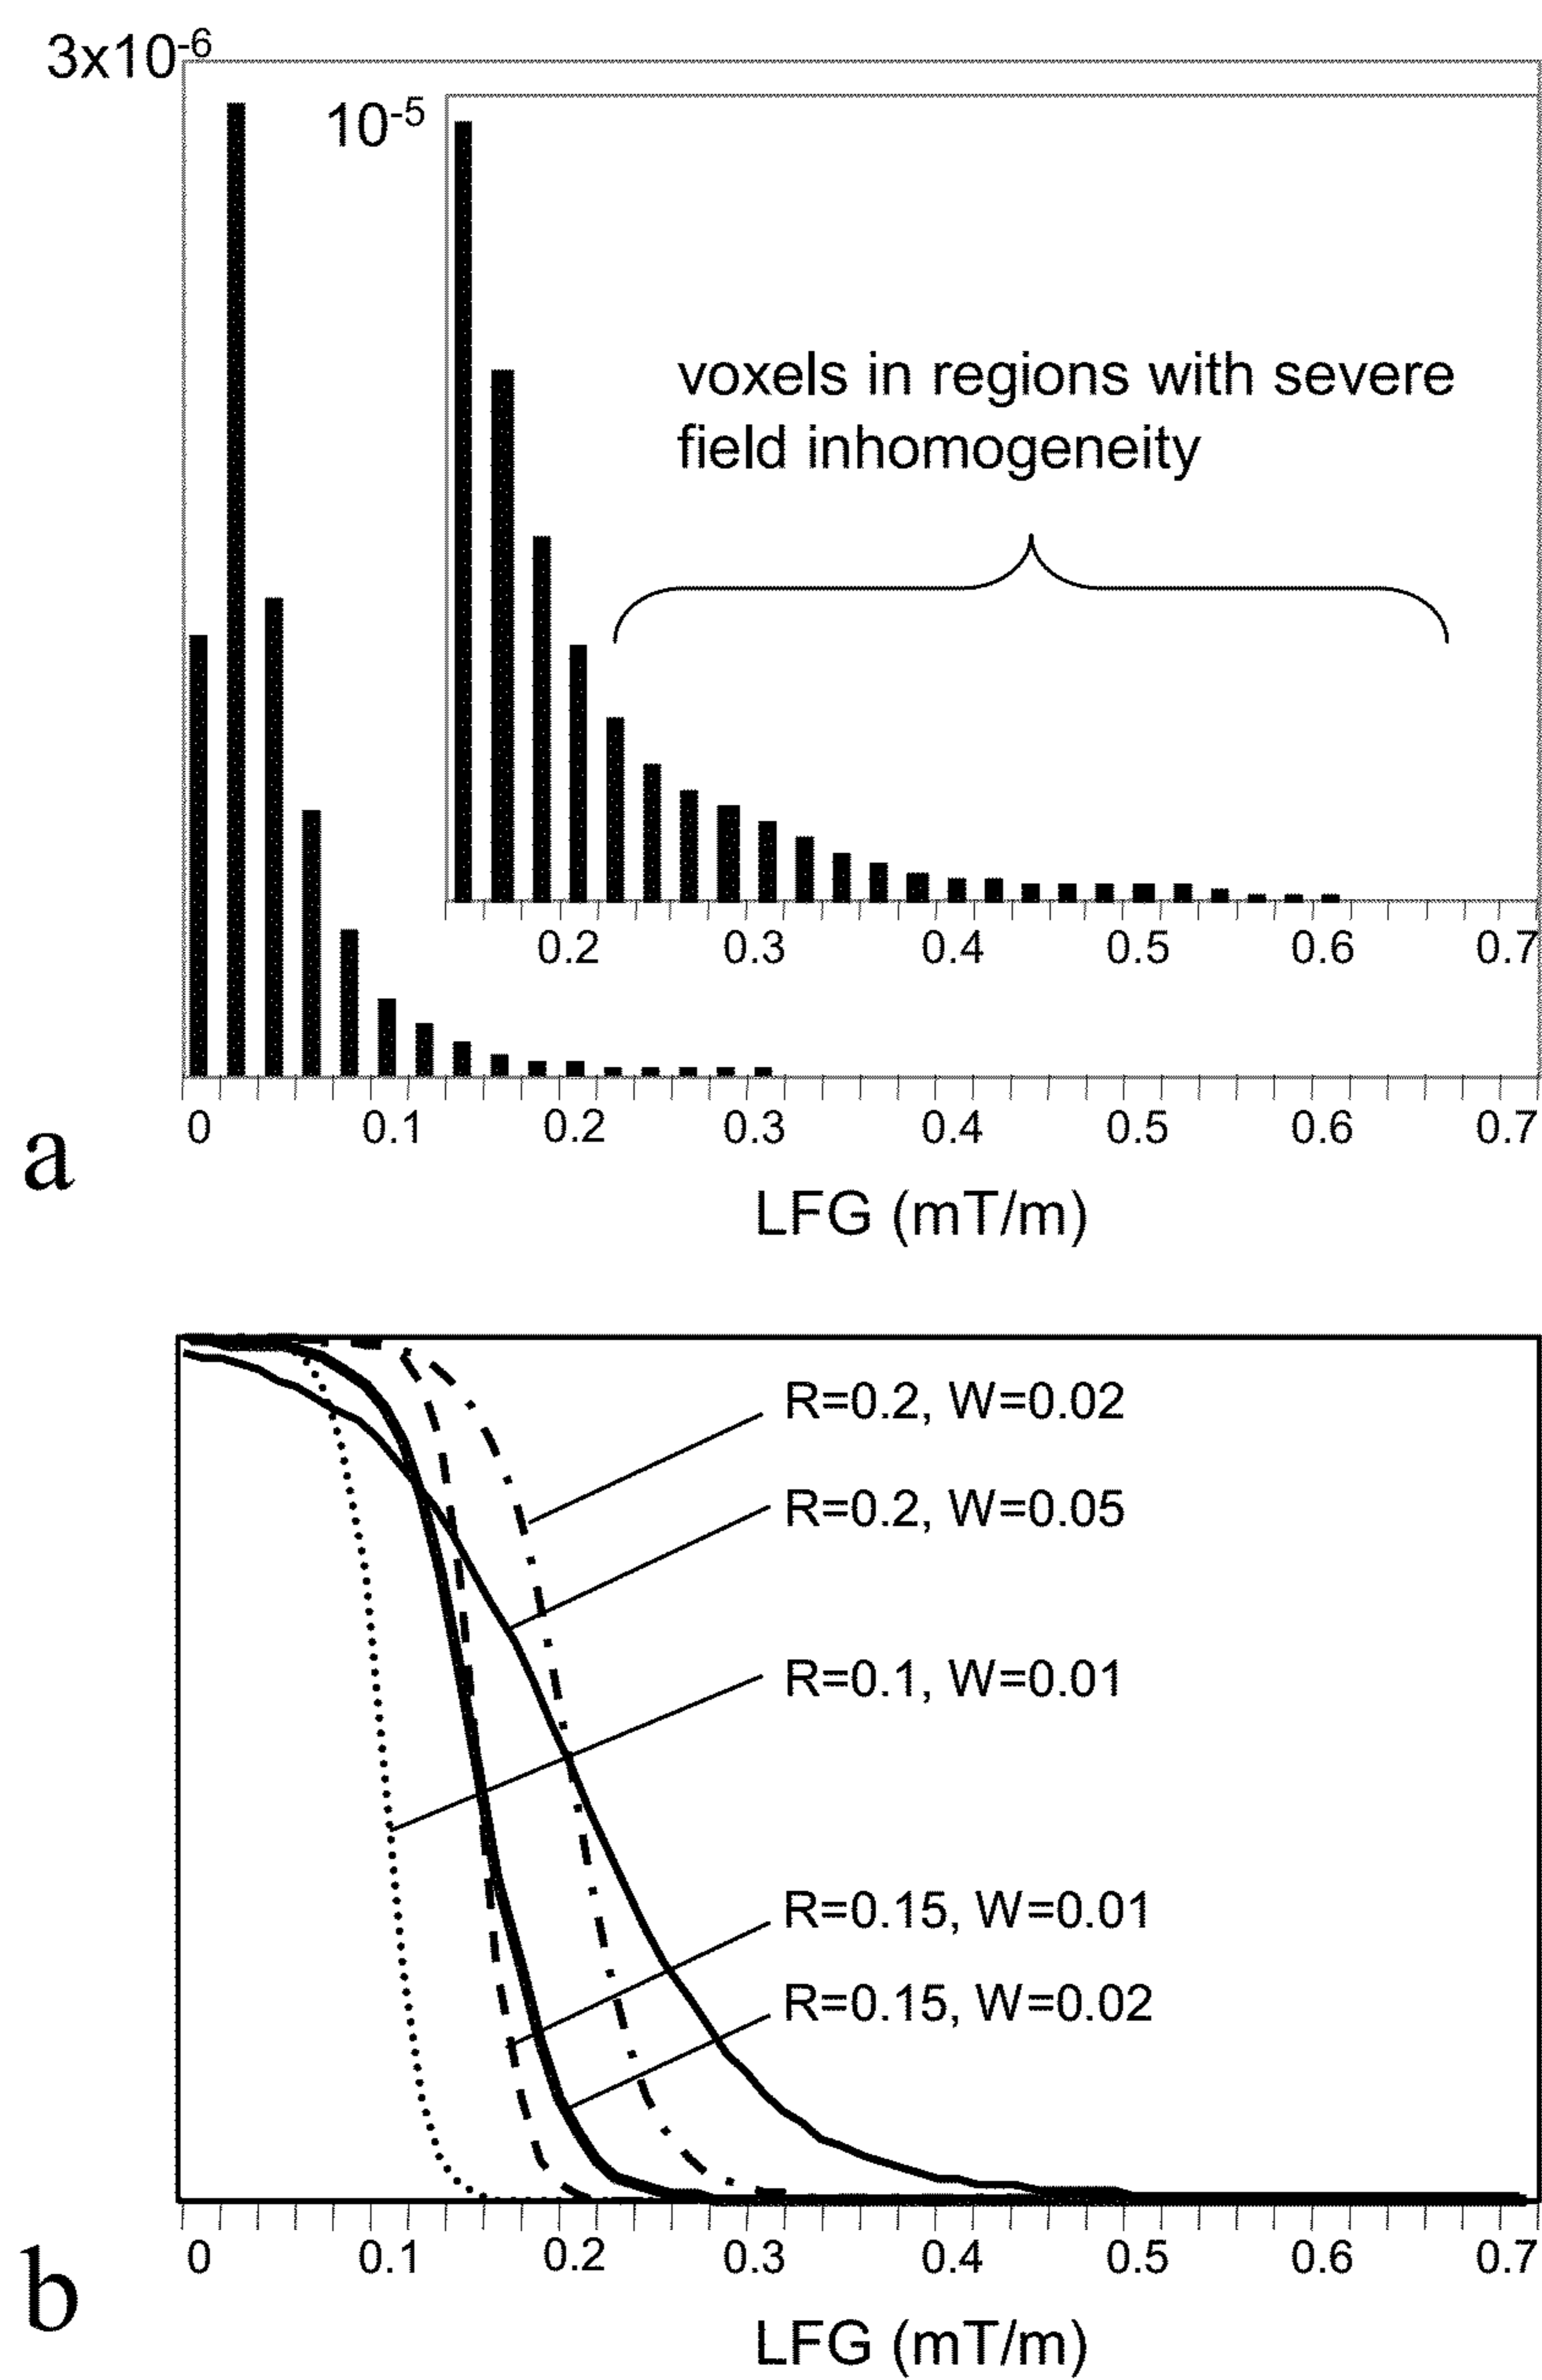 3x10-6
10-5
voxels in regions with severe
field inhomogeneity
0.2 0.3 0.4 0.5 0.6 0.7
0 0.1 0.2 0.3 0.4 0.5 0.6 0.7
a
LFG (mT/m)
R=0.2, W=0.02
R=0.2, W=0.05
R=0.1, W=0.01
R=0.15, W=0.01
R=0.15, W=0.02
0 0.1 0.2 0.3 0.4 0.5 0.6 0.7
b
LFG (mT/m)